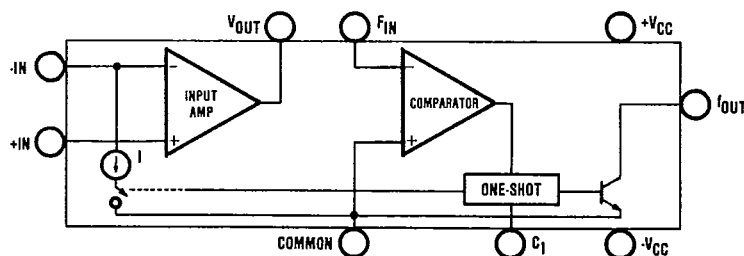 VOUT
FIN
+VCC
-IN
INPUT
AMP
−
+
COMPARATOR
−
+
fOUT
+IN
I
ONE-SHOT
COMMON
C1
-VCC